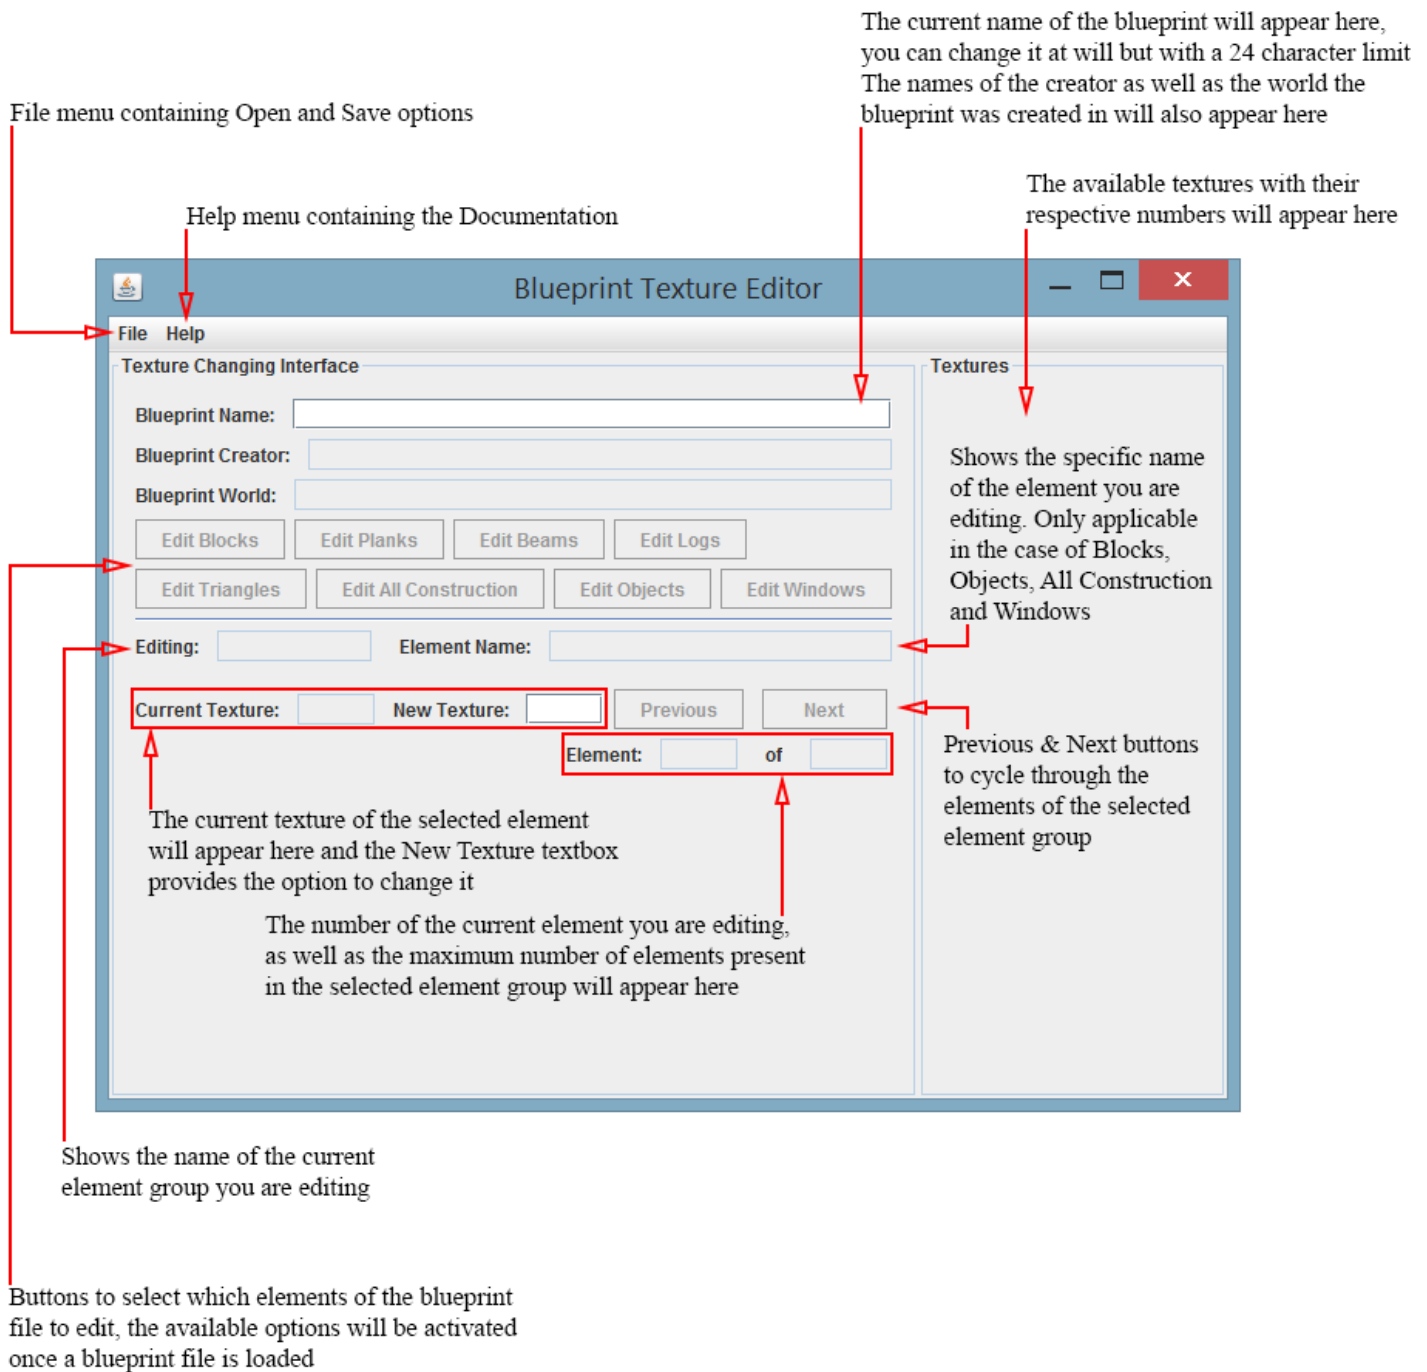 The current name of the blueprint will appear here,
you can change it at will but with a 24 character limit
The names of the creator as well as the world the
blueprint was created in will also appear here
File menu containing Open and Save options
The available textures with their
respective numbers will appear here
Help menu containing the Documentation
Blueprint Texture Editor
File Help
Texture Changing Interface
Textures
Blueprint Name:
Blueprint Creator:
Blueprint World:
Edit Blocks Edit Planks Edit Beams Edit Logs
Edit Triangles Edit All Construction Edit Objects Edit Windows
Shows the specific name
of the element you are
editing. Only applicable
in the case of Blocks,
Objects, All Construction
and Windows
Editing: Element Name:
Current Texture: New Texture: Previous Next
Element: of
Previous & Next buttons
to cycle through the
elements of the selected
element group
The current texture of the selected element
will appear here and the New Texture textbox
provides the option to change it
The number of the current element you are editing,
as well as the maximum number of elements present
in the selected element group will appear here
Shows the name of the current
element group you are editing
Buttons to select which elements of the blueprint
file to edit, the available options will be activated
once a blueprint file is loaded